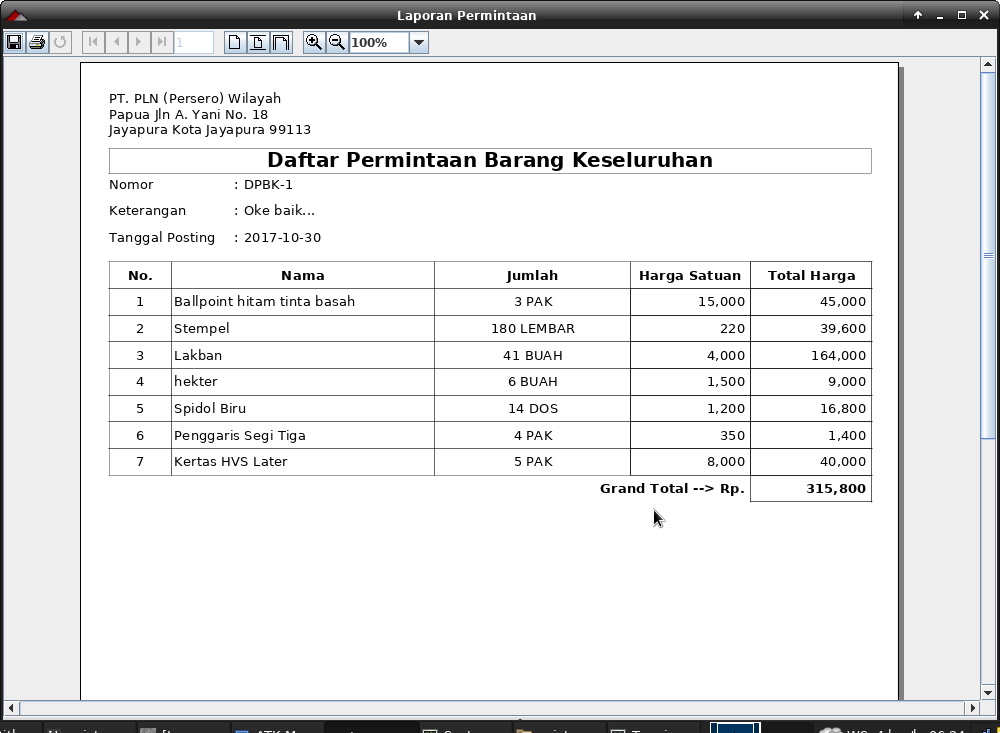 Laporan Permintaan
1
100%
PT. PLN (Persero) Wilayah
Papua Jln A. Yani No. 18
Jayapura Kota Jayapura 99113
Daftar Permintaan Barang Keseluruhan
Nomor : DPBK-1
Keterangan : Oke baik...
Tanggal Posting : 2017-10-30
No. Nama Jumlah Harga Satuan Total Harga
1 Ballpoint hitam tinta basah 3 PAK 15,000 45,000
2 Stempel 180 LEMBAR 220 39,600
3 Lakban 41 BUAH 4,000 164,000
4 hekter 6 BUAH 1,500 9,000
5 Spidol Biru 14 DOS 1,200 16,800
6 Penggaris Segi Tiga 4 PAK 350 1,400
7 Kertas HVS Later 5 PAK 8,000 40,000
Grand Total --> Rp. 315,800